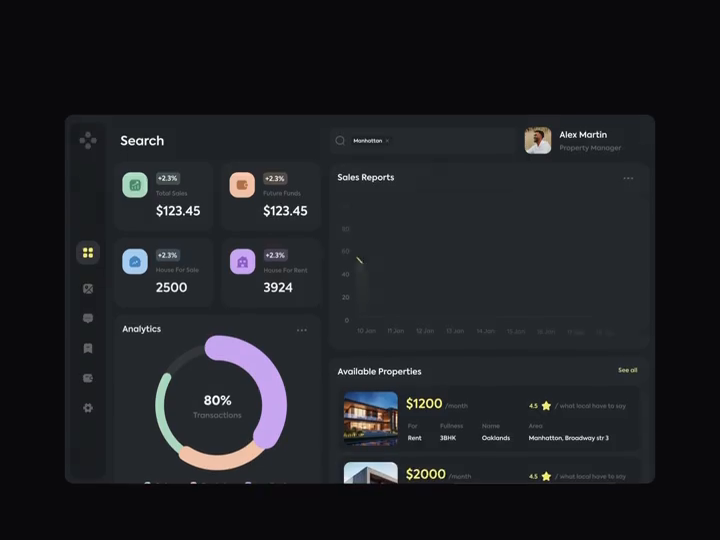 Search
Manhattan ×
Alex Martin
Property Manager
+2.3%
Total Sales
$123.45
+2.3%
Future Funds
$123.45
+2.3%
House For Sale
2500
+2.3%
House For Rent
3924
Sales Reports
80
60
40
20
0
10 Jan 11 Jan 12 Jan 13 Jan 14 Jan 15 Jan 16 Jan
Analytics
80%
Transactions
Available Properties
See all
$1200 /month
4.5 / what local have to say
For Fullness Name Area
Rent 3BHK Oaklands Manhattan, Broadway str 3
$2000 /month
4.5 / what local have to say